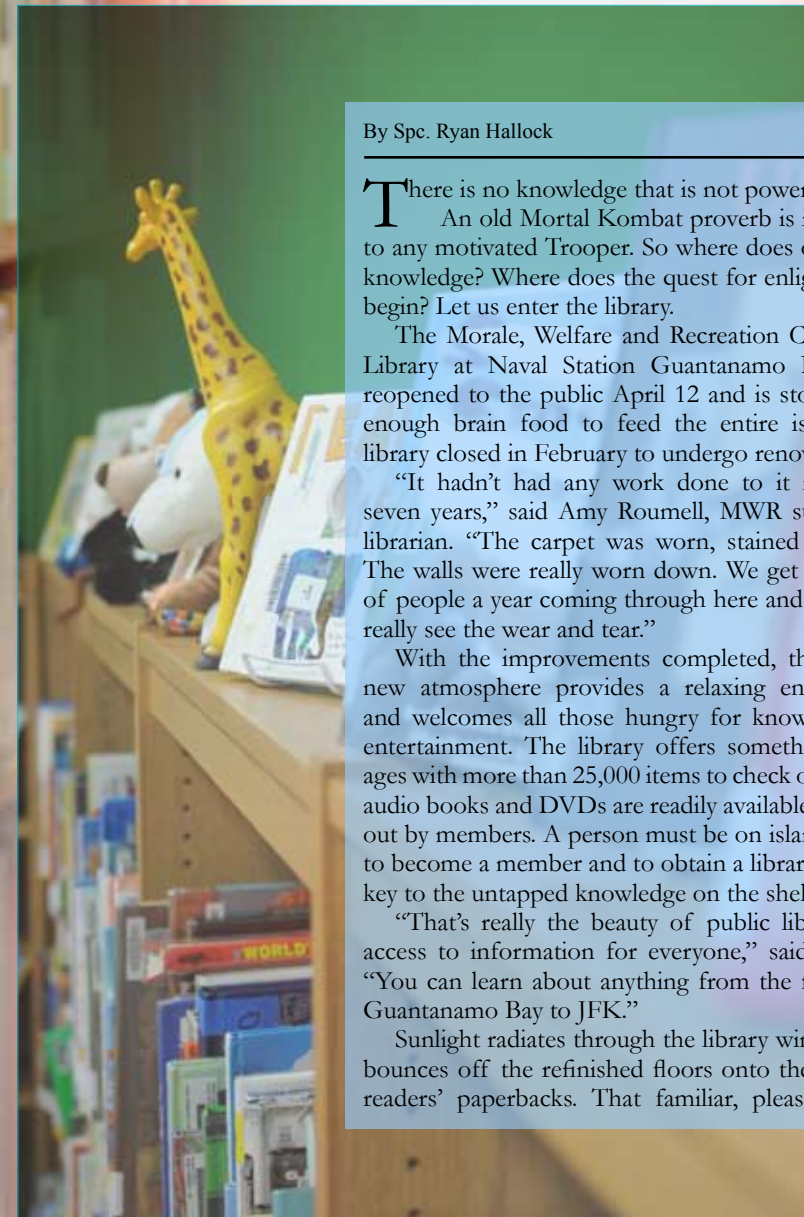 By Spc. Ryan Hallock
There is no knowledge that is not power
An old Mortal Kombat proverb is
to any motivated Trooper. So where does
knowledge? Where does the quest for enlig
begin? Let us enter the library.
The Morale, Welfare and Recreation C
Library at Naval Station Guantanamo
reopened to the public April 12 and is sto
enough brain food to feed the entire is
library closed in February to undergo renov
“It hadn’t had any work done to it
seven years,” said Amy Roumell, MWR su
librarian. “The carpet was worn, stained
The walls were really worn down. We get
of people a year coming through here and
really see the wear and tear.”
With the improvements completed, th
new atmosphere provides a relaxing en
and welcomes all those hungry for know
entertainment. The library offers someth
ages with more than 25,000 items to check o
audio books and DVDs are readily available
out by members. A person must be on islan
to become a member and to obtain a librar
key to the untapped knowledge on the shel
“That’s really the beauty of public lib
access to information for everyone,” said
“You can learn about anything from the
Guantanamo Bay to JFK.”
Sunlight radiates through the library win
bounces off the refinished floors onto the
readers’ paperbacks. That familiar, pleas
WORLD